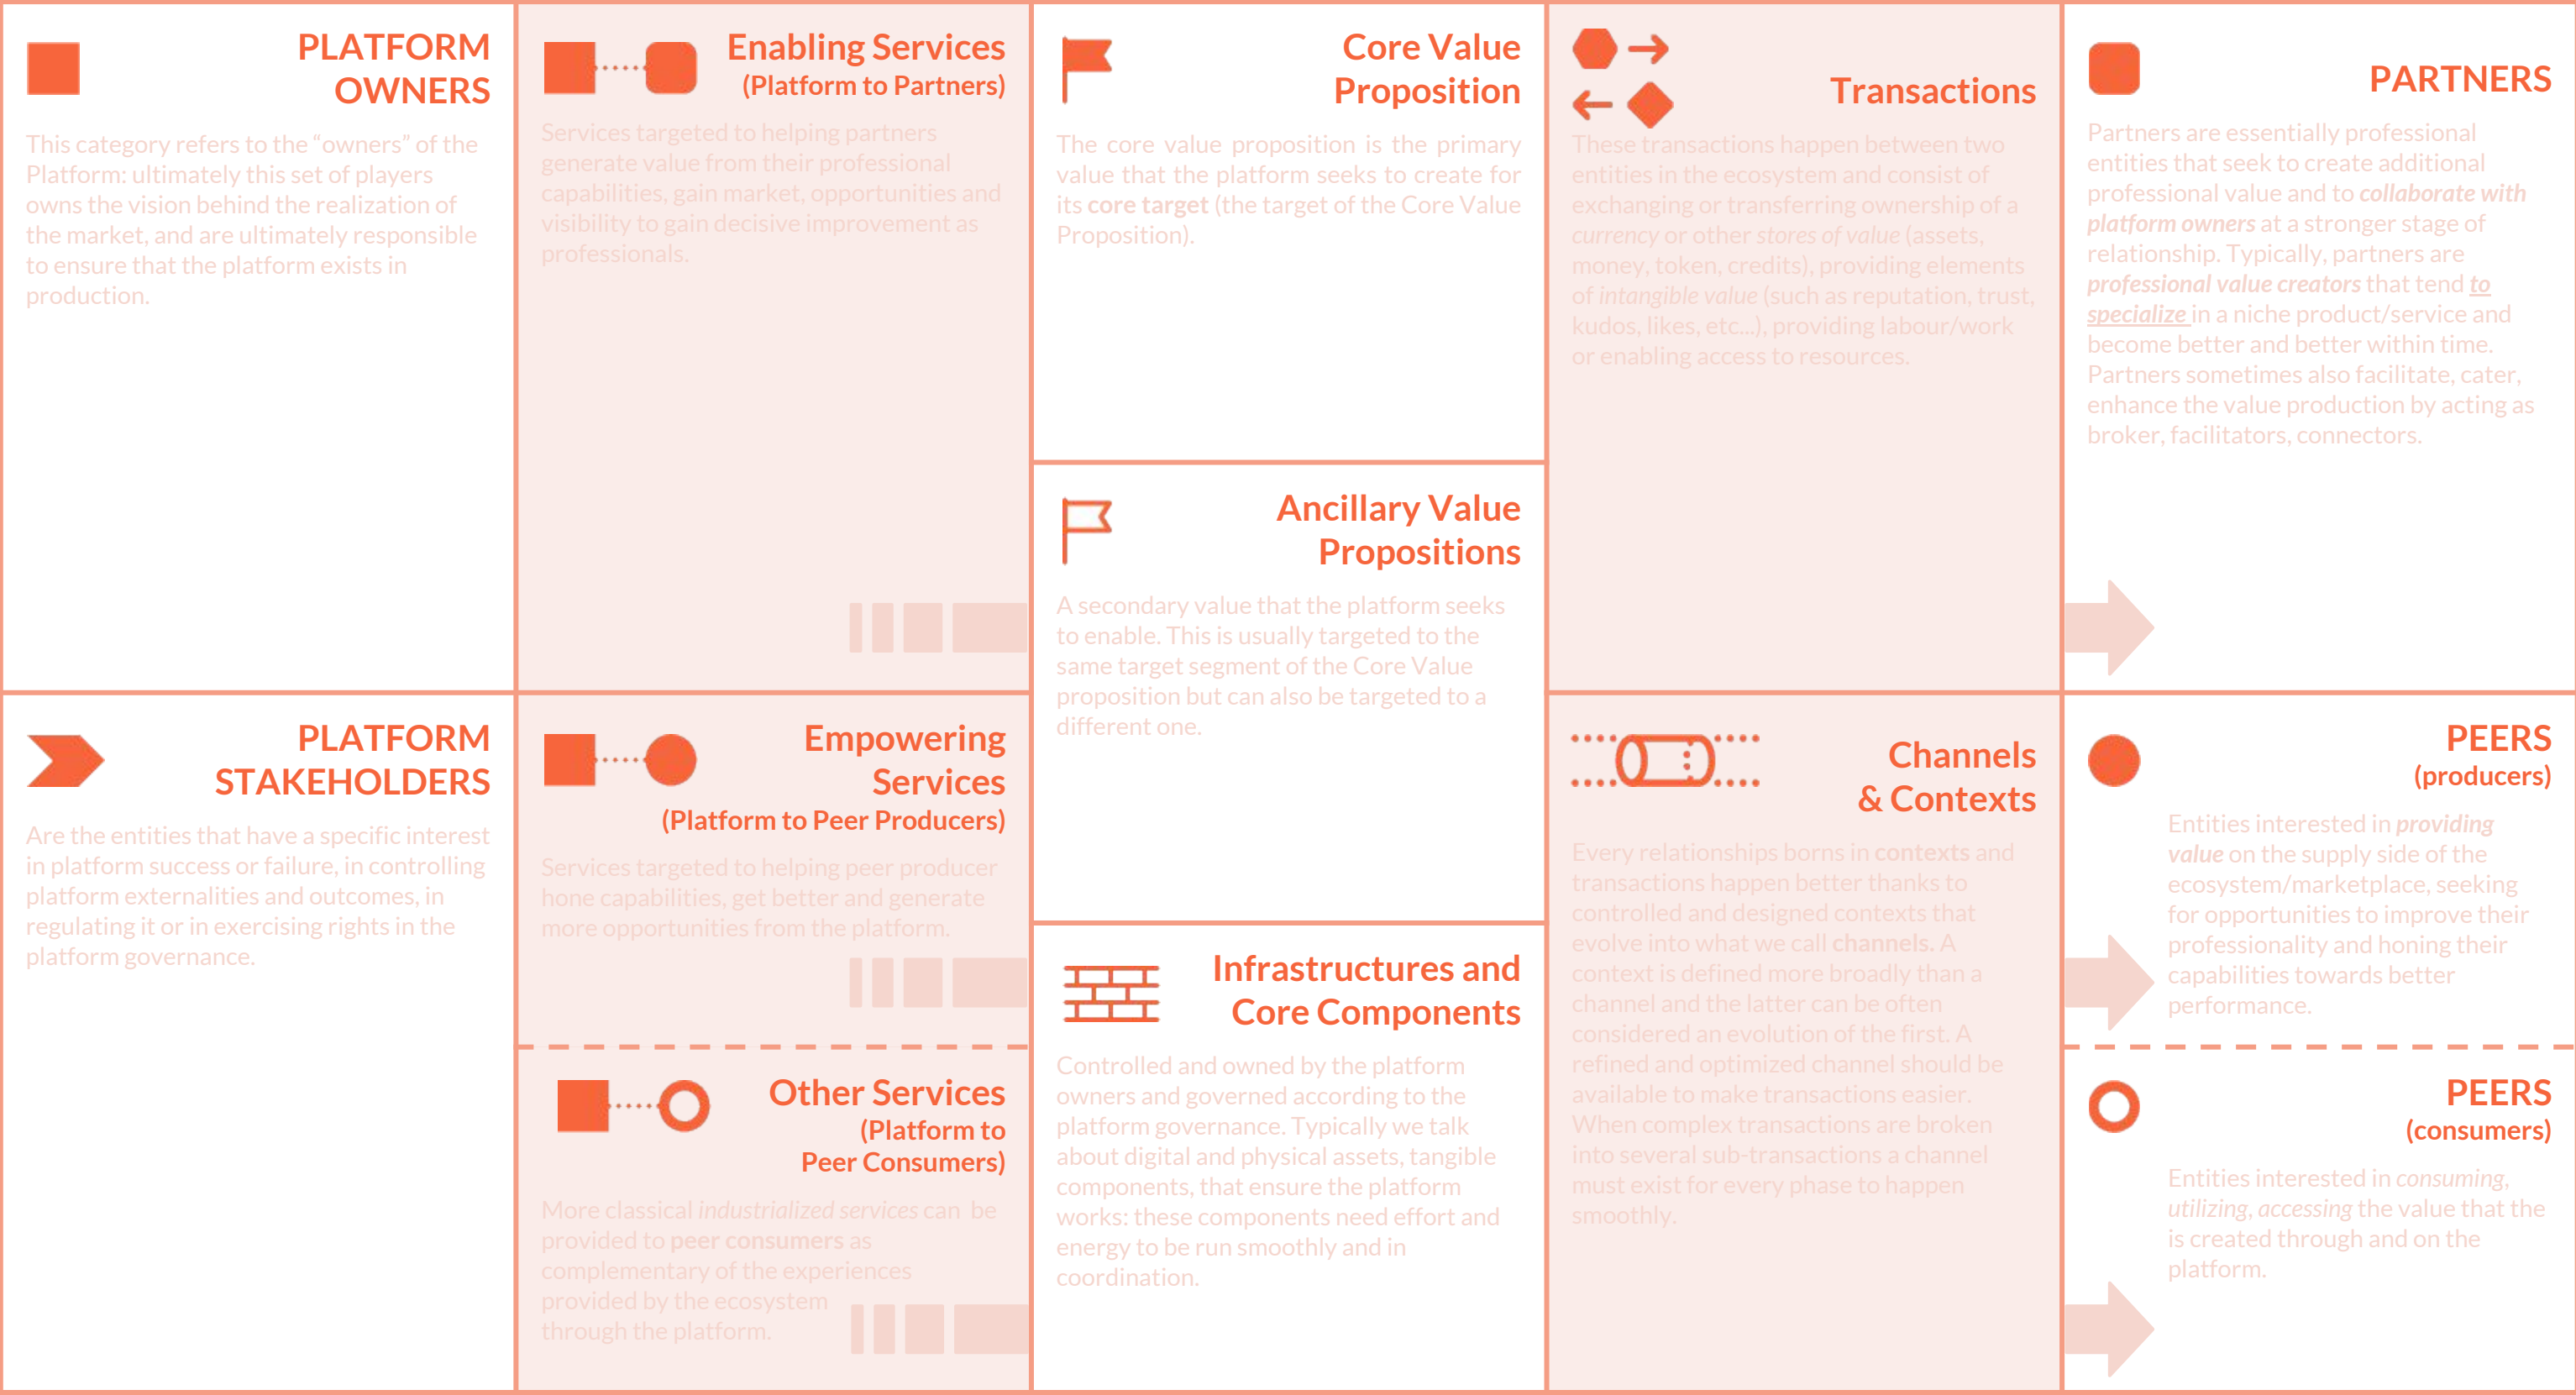 PLATFORM
OWNERS
This category refers to the “owners” of the
Platform: ultimately this set of players
owns the vision behind the realization of
the market, and are ultimately responsible
to ensure that the platform exists in
production.
Enabling Services
(Platform to Partners)
Services targeted to helping partners
generate value from their professional
capabilities, gain market, opportunities and
visibility to gain decisive improvement as
professionals.
Core Value
Proposition
The core value proposition is the primary
value that the platform seeks to create for
its core target (the target of the Core Value
Proposition).
Transactions
These transactions happen between two
entities in the ecosystem and consist of
exchanging or transferring ownership of a
currency or other stores of value (assets,
money, token, credits), providing elements
of intangible value (such as reputation, trust,
kudos, likes, etc...), providing labour/work
or enabling access to resources.
PARTNERS
Partners are essentially professional
entities that seek to create additional
professional value and to collaborate with
platform owners at a stronger stage of
relationship. Typically, partners are
professional value creators that tend to
specialize in a niche product/service and
become better and better within time.
Partners sometimes also facilitate, cater,
enhance the value production by acting as
broker, facilitators, connectors.
Ancillary Value
Propositions
A secondary value that the platform seeks
to enable. This is usually targeted to the
same target segment of the Core Value
proposition but can also be targeted to a
different one.
PLATFORM
STAKEHOLDERS
Are the entities that have a specific interest
in platform success or failure, in controlling
platform externalities and outcomes, in
regulating it or in exercising rights in the
platform governance.
Empowering
Services
(Platform to Peer Producers)
Services targeted to helping peer producer
hone capabilities, get better and generate
more opportunities from the platform.
Other Services
(Platform to
Peer Consumers)
More classical industrialized services can be
provided to peer consumers as
complementary of the experiences
provided by the ecosystem
through the platform.
Infrastructures and
Core Components
Controlled and owned by the platform
owners and governed according to the
platform governance. Typically we talk
about digital and physical assets, tangible
components, that ensure the platform
works: these components need effort and
energy to be run smoothly and in
coordination.
Channels
& Contexts
Every relationships borns in contexts and
transactions happen better thanks to
controlled and designed contexts that
evolve into what we call channels. A
context is defined more broadly than a
channel and the latter can be often
considered an evolution of the first. A
refined and optimized channel should be
available to make transactions easier.
When complex transactions are broken
into several sub-transactions a channel
must exist for every phase to happen
smoothly.
PEERS
(producers)
Entities interested in providing
value on the supply side of the
ecosystem/marketplace, seeking
for opportunities to improve their
professionality and honing their
capabilities towards better
performance.
PEERS
(consumers)
Entities interested in consuming,
utilizing, accessing the value that the
is created through and on the
platform.